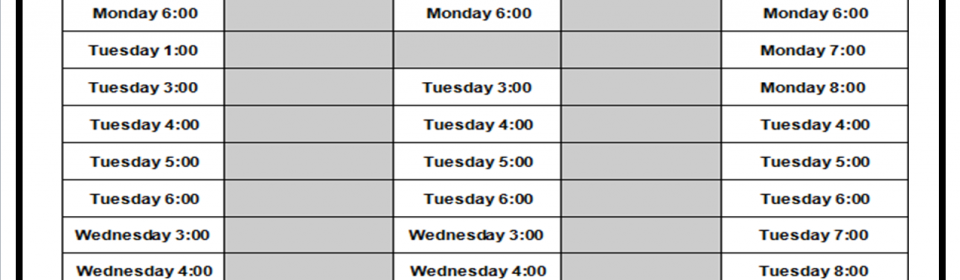 Monday 6:00 Monday 6:00 Monday 6:00
Tuesday 1:00 Monday 7:00
Tuesday 3:00 Tuesday 3:00 Monday 8:00
Tuesday 4:00 Tuesday 4:00 Tuesday 4:00
Tuesday 5:00 Tuesday 5:00 Tuesday 5:00
Tuesday 6:00 Tuesday 6:00 Tuesday 6:00
Wednesday 3:00 Wednesday 3:00 Tuesday 7:00
Wednesday 4:00 Wednesday 4:00 Tuesday 8:00